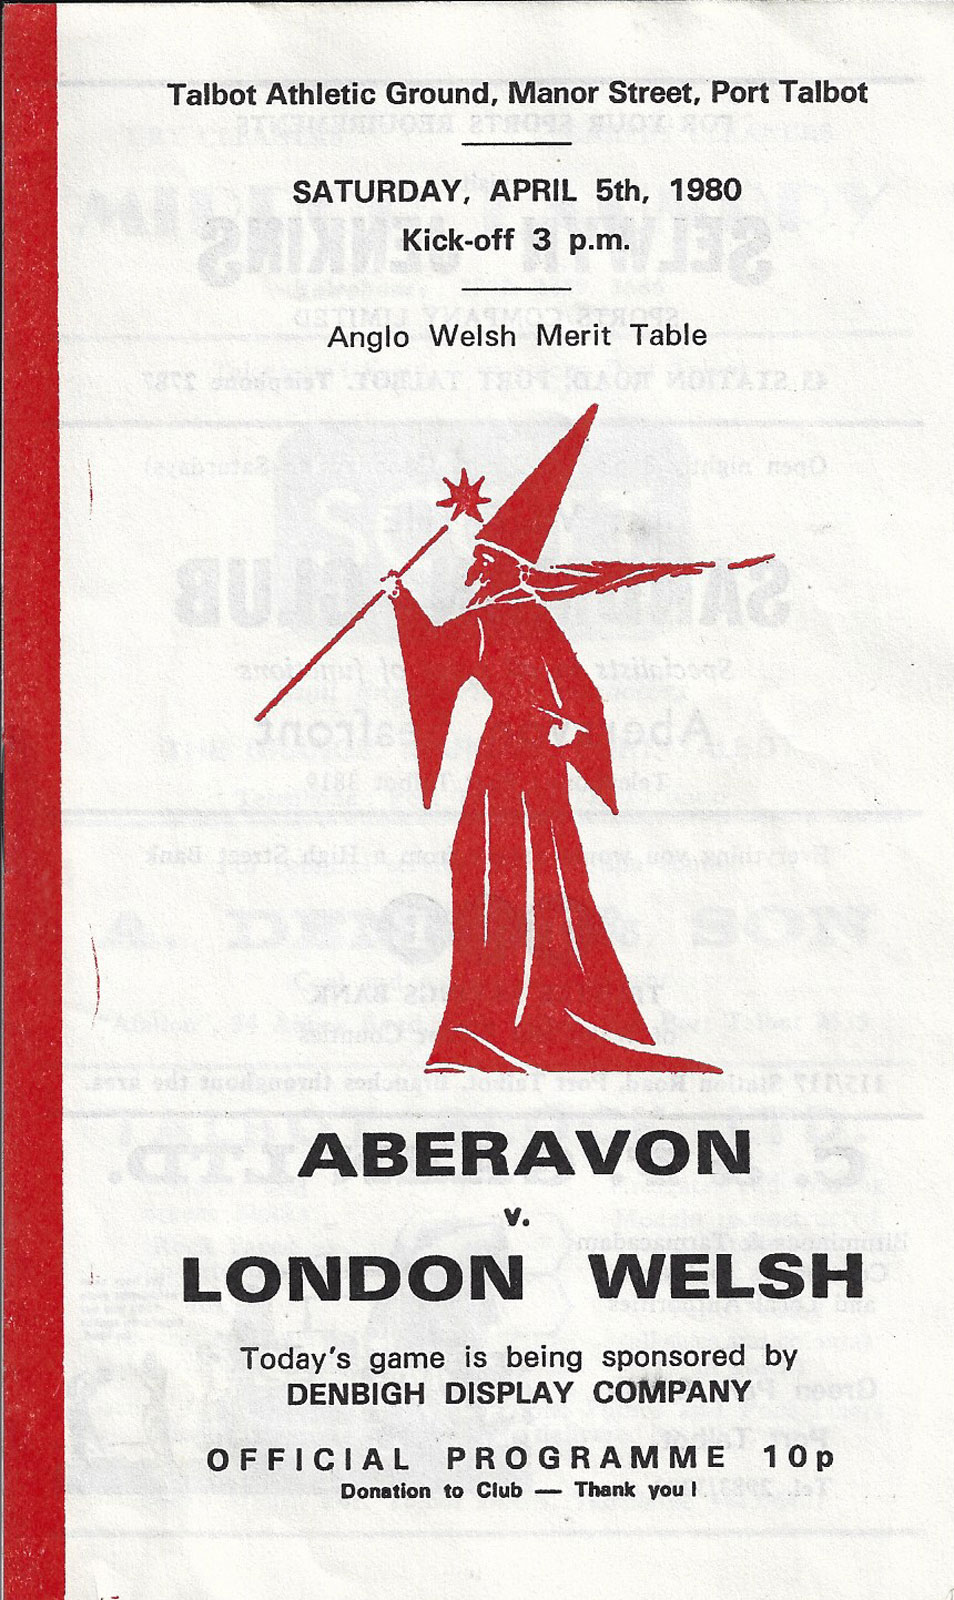 Talbot Athletic Ground, Manor Street, Port Talbot
SATURDAY, APRIL 5th, 1980
Kick-off 3 p.m.
Anglo Welsh Merit Table
ABERAVON
v.
LONDON WELSH
Today's game is being sponsored by
DENBIGH DISPLAY COMPANY
OFFICIAL PROGRAMME 10p
Donation to Club — Thank you!